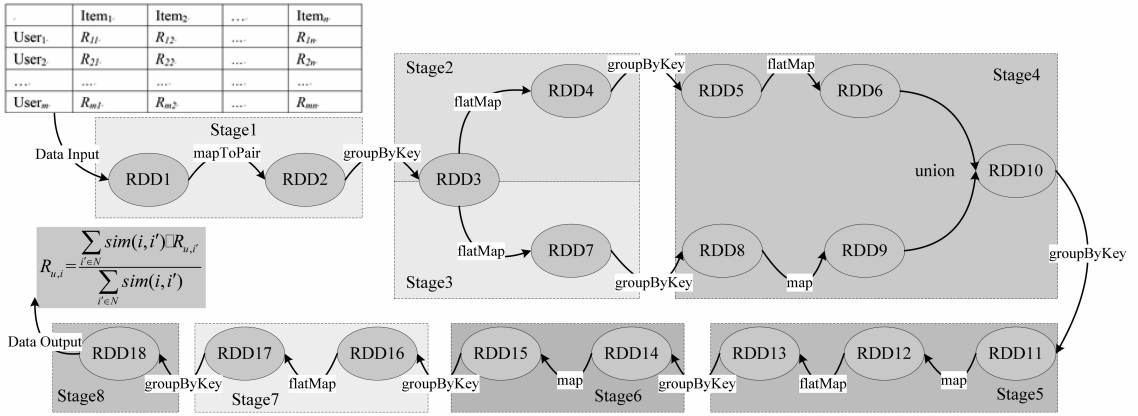 Item1 Item2 … Itemn
User1 R11 R12 … R1n
User2 R21 R22 … R2n
… … … … …
Userm Rm1 Rm2 … Rmn
Data Input
Stage1
RDD1
mapToPair
RDD2
groupByKey
Stage2
RDD3
flatMap
RDD4
groupByKey
flatMap
RDD7
Stage3
groupByKey
Stage4
RDD5
flatMap
RDD6
union
RDD10
RDD8
map
RDD9
groupByKey
Ru,i = ∑i′∈N sim(i,i′)□Ru,i′ / ∑i′∈N sim(i,i′)
Data Output
RDD18
Stage8
groupByKey
RDD17
flatMap
RDD16
Stage7
groupByKey
RDD15
map
RDD14
Stage6
groupByKey
RDD13
flatMap
RDD12
map
RDD11
Stage5